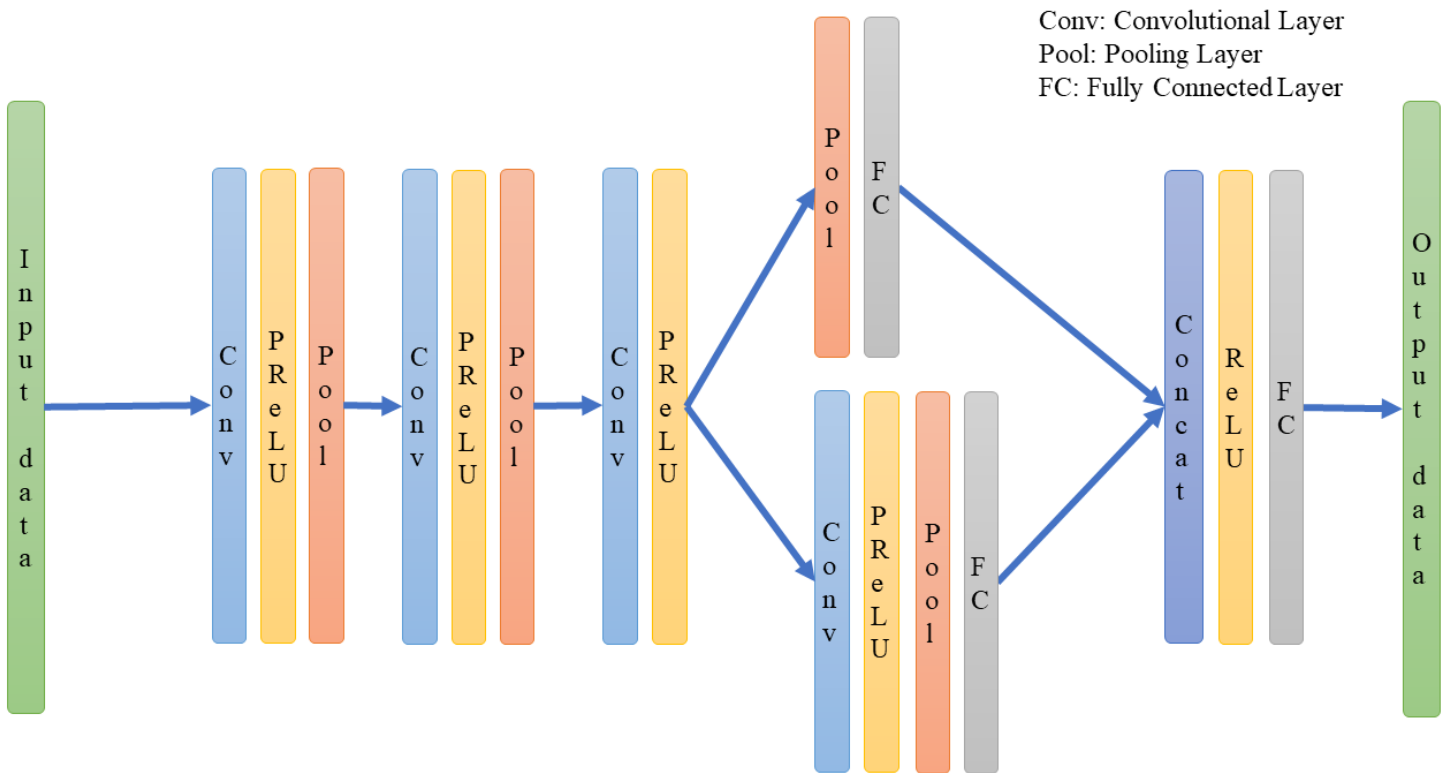 Conv: Convolutional Layer
Pool: Pooling Layer
FC: Fully Connected Layer
Input data
Conv
PReLU
Pool
Conv
PReLU
Pool
Conv
PReLU
Pool
FC
Conv
PReLU
Pool
FC
Concat
ReLU
FC
Output data